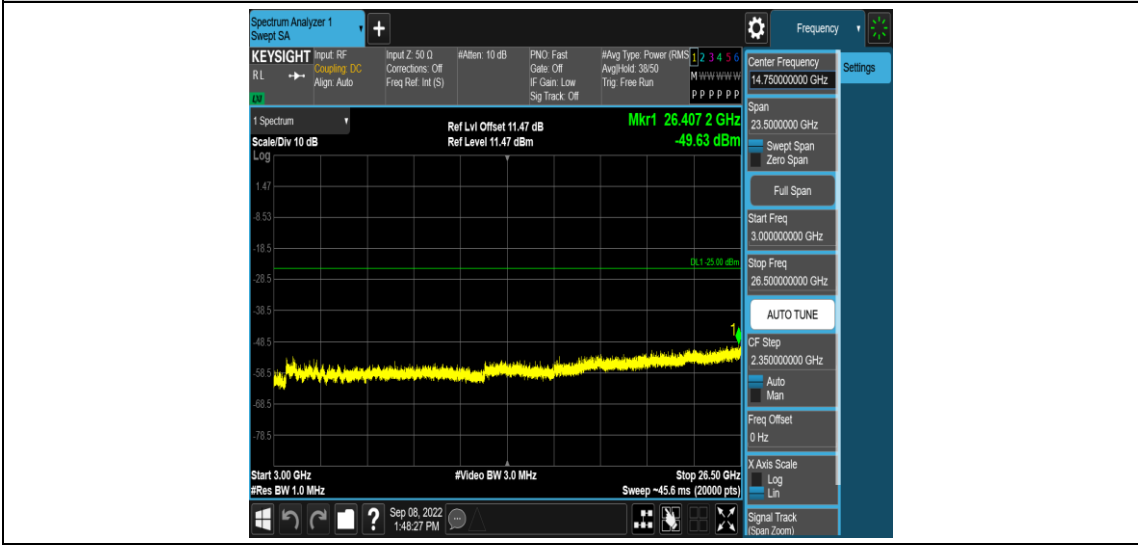 Spectrum Analyzer 1
Swept SA
Frequency
KEYSIGHT
RL
Input: RF
Coupling: DC
Align: Auto
Input Z: 50 Ω
Corrections: Off
Freq Ref: Int (S)
#Atten: 10 dB
PNO: Fast
Gate: Off
IF Gain: Low
Sig Track: Off
#Avg Type: Power (RMS
Avg|Hold: 38/50
Trig: Free Run
1 2 3 4 5 6
M W W W W W
P P P P P P
Center Frequency
14.750000000 GHz
Settings
1 Spectrum
Scale/Div 10 dB
Log
Ref Lvl Offset 11.47 dB
Ref Level 11.47 dBm
Mkr1 26.407 2 GHz
-49.63 dBm
1.47
-8.53
-18.5
DL1 -25.00 dBm
-28.5
-38.5
1
-48.5
-58.5
-68.5
-78.5
Start 3.00 GHz
#Res BW 1.0 MHz
#Video BW 3.0 MHz
Stop 26.50 GHz
Sweep ~45.6 ms (20000 pts)
Span
23.5000000 GHz
Swept Span
Zero Span
Full Span
Start Freq
3.000000000 GHz
Stop Freq
26.500000000 GHz
AUTO TUNE
CF Step
2.350000000 GHz
Auto
Man
Freq Offset
0 Hz
X Axis Scale
Log
Lin
Signal Track
(Span Zoom)
Sep 08, 2022
1:48:27 PM